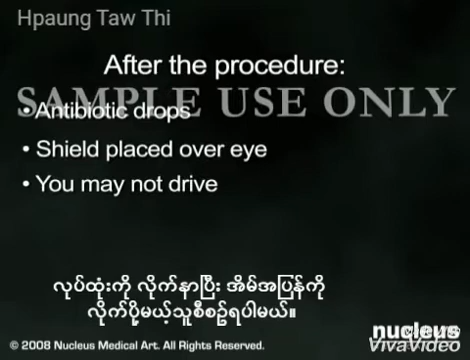 Hpaung Taw Thi
After the procedure:
SAMPLE USE ONLY
• Antibiotic drops
• Shield placed over eye
• You may not drive
လုပ်ထုံးကို လိုက်နာပြီး အိမ်အပြန်ကို
လိုက်ပို့မယ့်သူစီစဥ်ရပါမယ်။
nucleus
© 2008 Nucleus Medical Art. All Rights Reserved.
VivaVideo